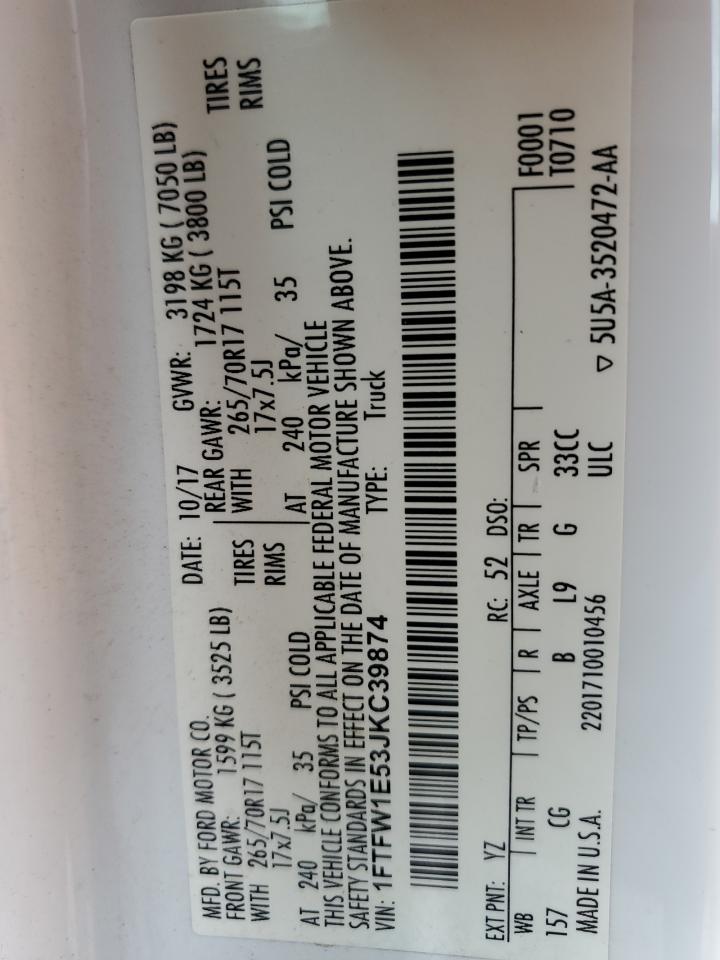 MFD. BY FORD MOTOR CO. DATE: 10/17 GVWR: 3198 KG ( 7050 LB)
FRONT GAWR: 1599 KG ( 3525 LB) REAR GAWR: 1724 KG ( 3800 LB)
WITH 265/70R17 115T TIRES WITH 265/70R17 115T TIRES
17x7.5J RIMS 17x7.5J RIMS
AT 240 kPa/ 35 PSI COLD AT 240 kPa/ 35 PSI COLD
THIS VEHICLE CONFORMS TO ALL APPLICABLE FEDERAL MOTOR VEHICLE
SAFETY STANDARDS IN EFFECT ON THE DATE OF MANUFACTURE SHOWN ABOVE.
VIN: 1FTFW1E53JKC39874 TYPE: Truck
EXT PNT: YZ RC: 52 DSO:
WB INT TR TP/PS R AXLE TR SPR F0001
157 CG B L9 G 33CC T0710
MADE IN U.S.A. 2201710010456 ULC ▽ 5U5A-3520472-AA